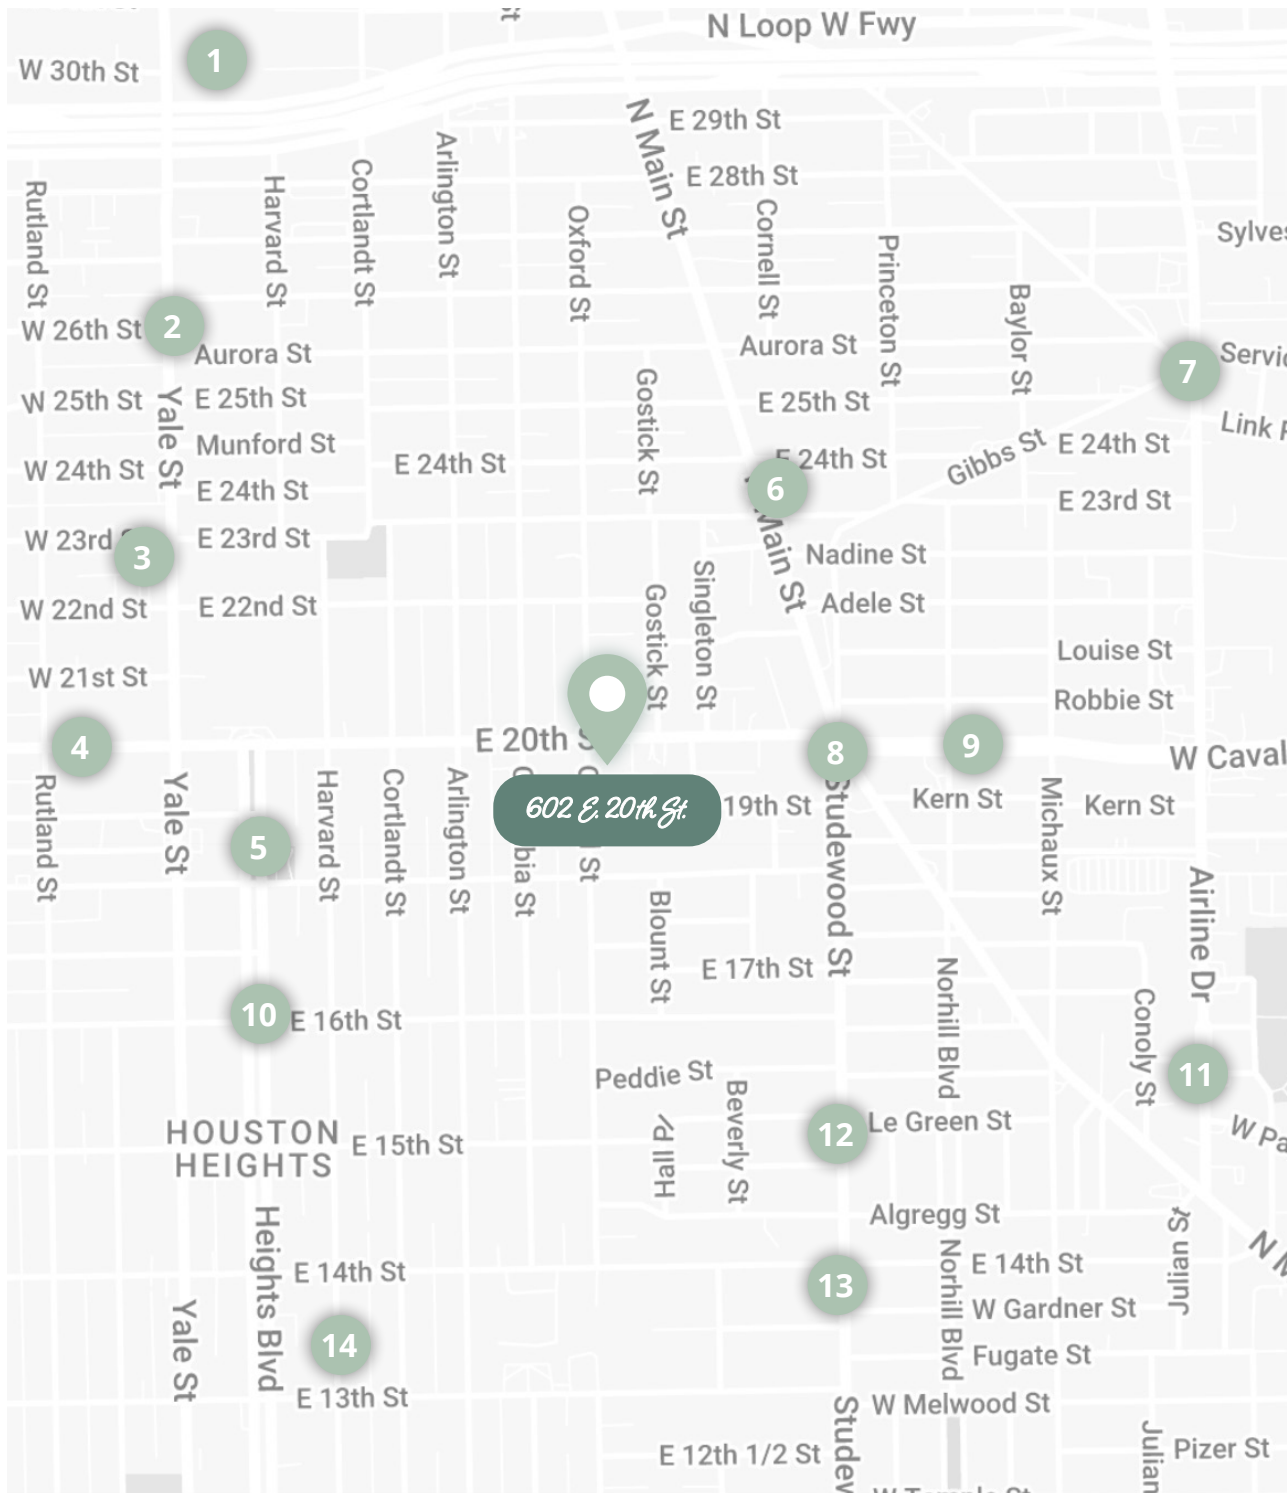 N Loop W Fwy
1
W 30th St
N Main St
E 29th St
Arlington St
Cortlandt St
Harvard St
Rutland St
E 28th St
Cornell St
Oxford St
Princeton St
Sylves
Baylor St
2
W 26th St
Aurora St
Aurora St
7
Servic
Gostick St
Yale St
W 25th St
E 25th St
E 25th St
Link
Munford St
E 24th St
Gibbs St
E 24th St
W 24th St
E 24th St
E 24th St
6
E 23rd St
W 23rd
E 23rd St
3
Main St
Nadine St
Singleton St
Gostick St
W 22nd St
E 22nd St
Adele St
Louise St
W 21st St
Robbie St
E 20th S
4
8
9
W Caval
Rutland St
Yale St
Harvard St
Cortlandt St
Arlington St
bia St
St
602 E. 20th St.
19th St
Studewood St
Kern St
Michaux St
Kern St
5
Airline Dr
Blount St
E 17th St
Norhill Blvd
Conoly St
10
E 16th St
Peddie St
11
Beverly St
Hall Pl
12
Le Green St
W Pa
HOUSTON
HEIGHTS
E 15th St
Heights Blvd
Algregg St
Julian St
N M
E 14th St
Norhill Blvd
E 14th St
13
W Gardner St
Yale St
14
Fugate St
E 13th St
Studew
W Melwood St
Julian
E 12th 1/2 St
Pizer St